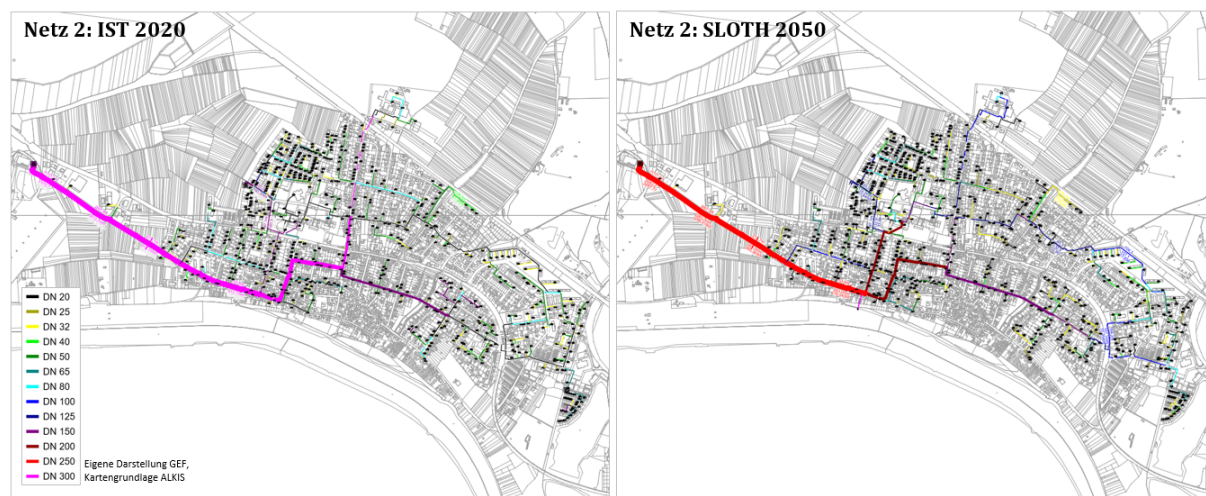 Netz 2: IST 2020
Netz 2: SLOTH 2050
DN 20
DN 25
DN 32
DN 40
DN 50
DN 65
DN 80
DN 100
DN 125
DN 150
DN 200
DN 250
DN 300
Eigene Darstellung GEF,
Kartengrundlage ALKIS